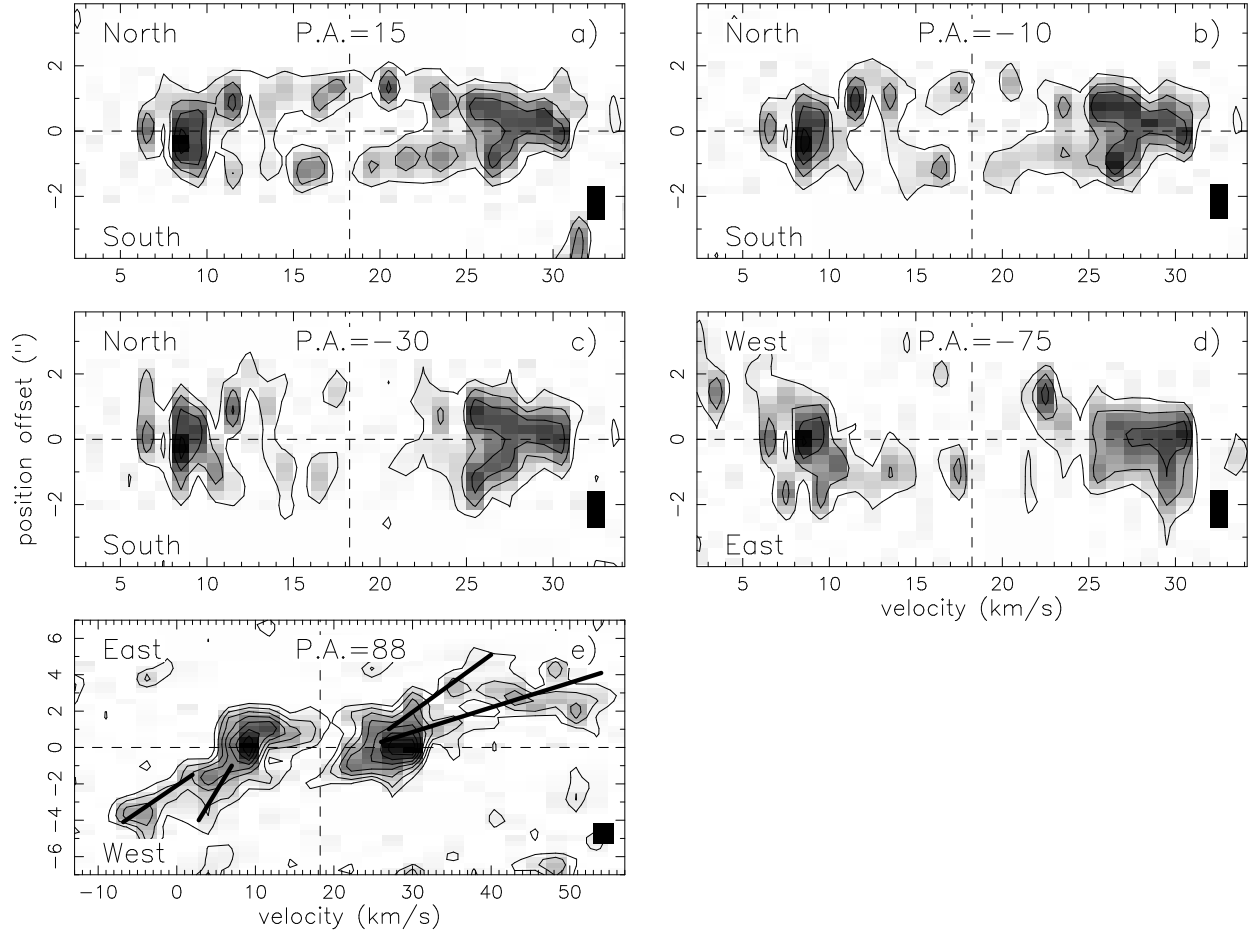 North P.A.=15 a)
South
2
0
−2
5 10 15 20 25 30
North P.A.=−10 b)
South
2
0
−2
5 10 15 20 25 30
North P.A.=−30 c)
South
2
0
−2
5 10 15 20 25 30
position offset (")
West P.A.=−75 d)
East
2
0
−2
5 10 15 20 25 30
velocity (km/s)
East P.A.=88 e)
West
6
4
2
0
−2
−4
−6
−10 0 10 20 30 40 50
velocity (km/s)